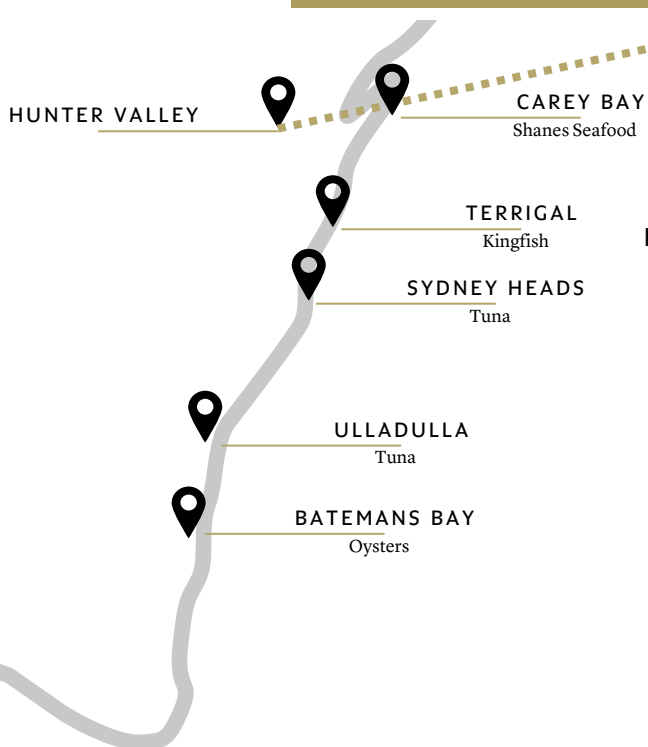 HUNTER VALLEY
CAREY BAY
Shanes Seafood
TERRIGAL
Kingfish
SYDNEY HEADS
Tuna
ULLADULLA
Tuna
BATEMANS BAY
Oysters